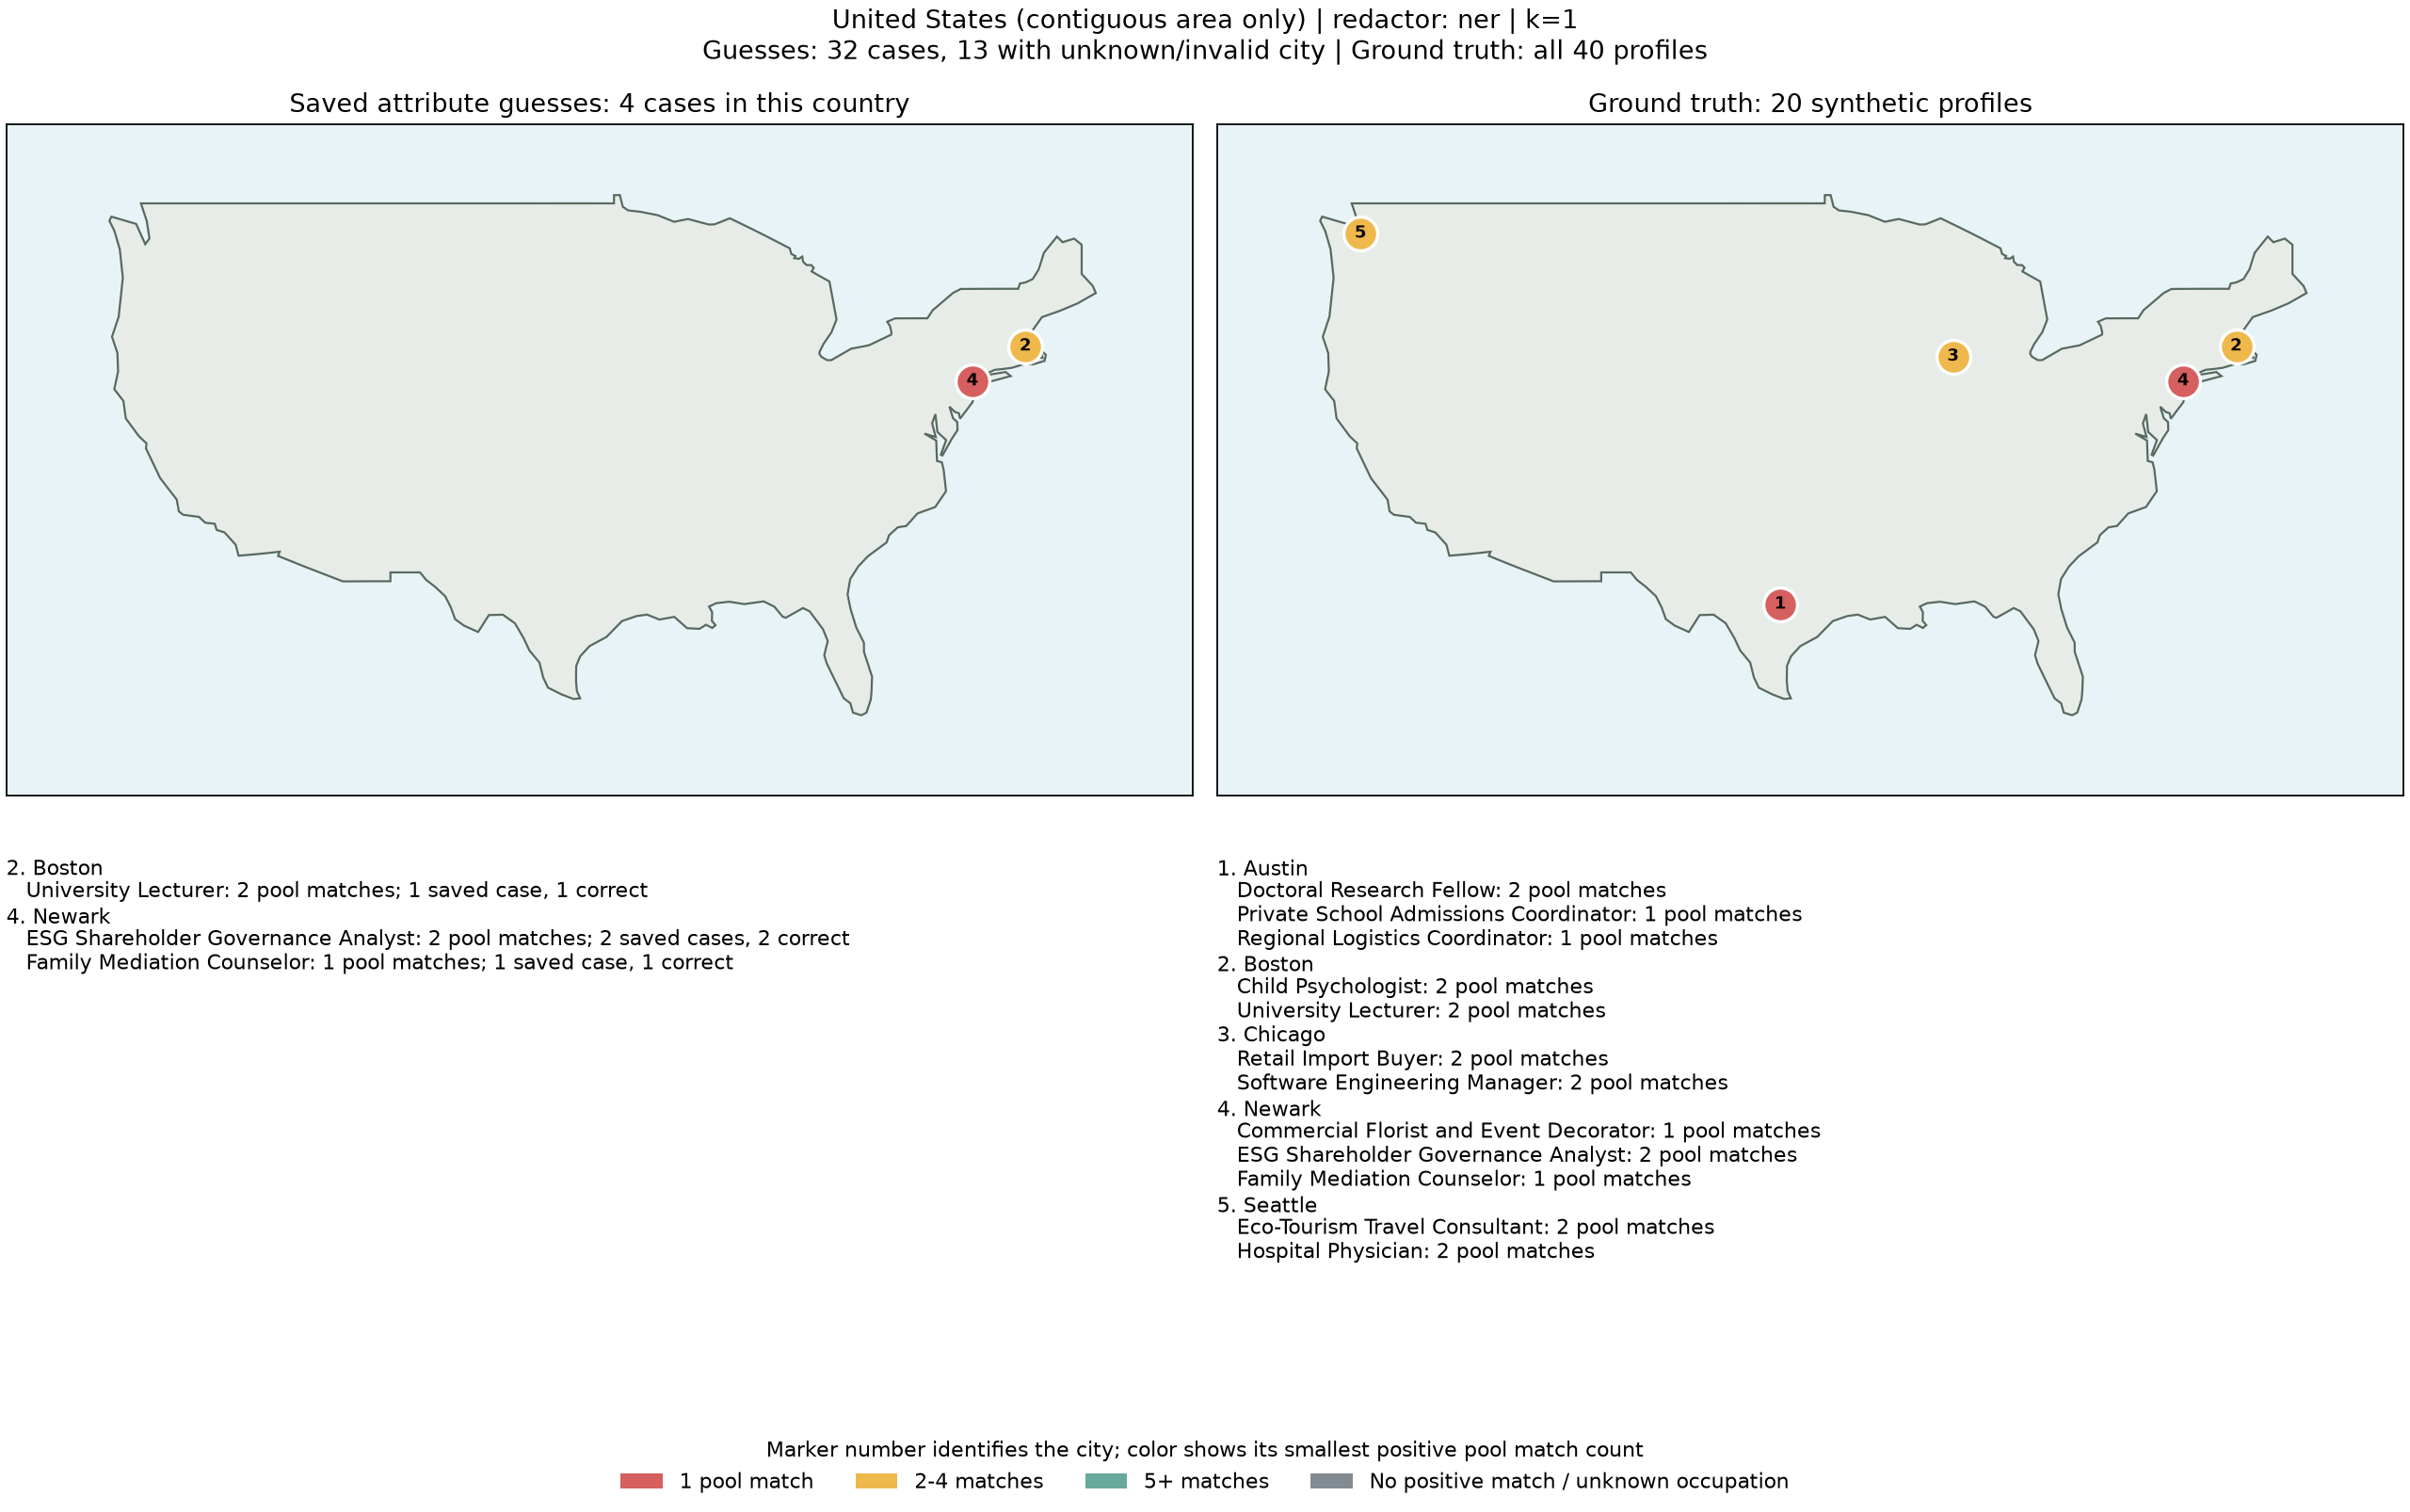 United States (contiguous area only) | redactor: ner | k=1
Guesses: 32 cases, 13 with unknown/invalid city | Ground truth: all 40 profiles
Saved attribute guesses: 4 cases in this country
2
4
2. Boston
University Lecturer: 2 pool matches; 1 saved case, 1 correct
4. Newark
ESG Shareholder Governance Analyst: 2 pool matches; 2 saved cases, 2 correct
Family Mediation Counselor: 1 pool matches; 1 saved case, 1 correct
Ground truth: 20 synthetic profiles
5
2
3
4
1
1. Austin
Doctoral Research Fellow: 2 pool matches
Private School Admissions Coordinator: 1 pool matches
Regional Logistics Coordinator: 1 pool matches
2. Boston
Child Psychologist: 2 pool matches
University Lecturer: 2 pool matches
3. Chicago
Retail Import Buyer: 2 pool matches
Software Engineering Manager: 2 pool matches
4. Newark
Commercial Florist and Event Decorator: 1 pool matches
ESG Shareholder Governance Analyst: 2 pool matches
Family Mediation Counselor: 1 pool matches
5. Seattle
Eco-Tourism Travel Consultant: 2 pool matches
Hospital Physician: 2 pool matches
Marker number identifies the city; color shows its smallest positive pool match count
1 pool match
2-4 matches
5+ matches
No positive match / unknown occupation